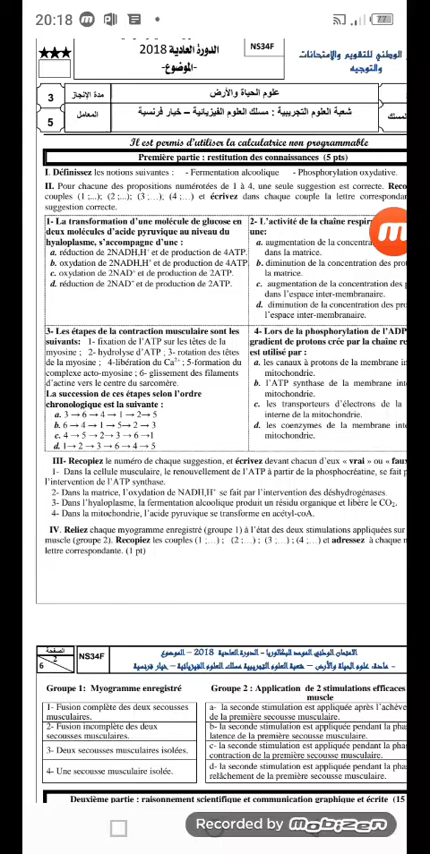 20:18
2018 الدورة العادية
-الموضوع-
NS34F
الوطني للتقويم والامتحانات
والتوجيه
3
مدة الإنجاز
علوم الحياة والأرض
5
المعامل
شعبة العلوم التجريبية : مسلك العلوم الفيزيائية – خيار فرنسية
المسلك
Il est permis d'utiliser la calculatrice non programmable
Première partie : restitution des connaissances (5 pts)
I. Définissez les notions suivantes : - Fermentation alcoolique - Phosphorylation oxydative.
II. Pour chacune des propositions numérotées de 1 à 4, une seule suggestion est correcte. Reco
couples (1 ;...); (2 ;...); (3 ;...), (4 ;...) et écrivez dans chaque couple la lettre correspondan
suggestion correcte.
1- La transformation d'une molécule de glucose en
deux molécules d'acide pyruvique au niveau du
hyaloplasme, s'accompagne d'une :
a. réduction de 2NADH,H⁺ et de production de 4ATP.
b. oxydation de 2NADH,H⁺ et de production de 4ATP.
c. oxydation de 2NAD⁺ et de production de 2ATP.
d. réduction de 2NAD⁺ et de production de 2ATP.
2- L'activité de la chaîne respir
une:
a. augmentation de la concentra
dans la matrice.
b. diminution de la concentration des pro
la matrice.
c. augmentation de la concentration des
dans l'espace inter-membranaire.
d. diminution de la concentration des pro
l'espace inter-membranaire.
3- Les étapes de la contraction musculaire sont les
suivants: 1- fixation de l'ATP sur les têtes de la
myosine ; 2- hydrolyse d'ATP ; 3- rotation des têtes
de la myosine ; 4-libération du Ca²⁺ ; 5-formation du
complexe acto-myosine ; 6- glissement des filaments
d'actine vers le centre du sarcomère.
La succession de ces étapes selon l'ordre
chronologique est la suivante :
a. 3→6→4→1→2→5
b. 6→4→1→5→2→3
c. 4→5→2→3→6→1
d. 1→2→3→6→4→5
4- Lors de la phosphorylation de l'ADP
gradient de protons crée par la chaîne re
est utilisé par :
a. les canaux à protons de la membrane in
mitochondrie.
b. l'ATP synthase de la membrane int
mitochondrie.
c. les transporteurs d'électrons de la
interne de la mitochondrie.
d. les coenzymes de la membrane int
mitochondrie.
III- Recopiez le numéro de chaque suggestion, et écrivez devant chacun d'eux « vrai » ou « faux
1- Dans la cellule musculaire, le renouvellement de l'ATP à partir de la phosphocréatine, se fait p
l'intervention de l'ATP synthase.
2- Dans la matrice, l'oxydation de NADH,H⁺ se fait par l'intervention des déshydrogénases.
3- Dans l'hyaloplasme, la fermentation alcoolique produit un résidu organique et libère le CO₂.
4- Dans la mitochondrie, l'acide pyruvique se transforme en acétyl-coA.
IV. Reliez chaque myogramme enregistré (groupe 1) à l'état des deux stimulations appliquées sur
muscle (groupe 2). Recopiez les couples (1 ;...) ; (2 ;...) ; (3 ;...) ; (4 ;...) et adressez à chaque n
lettre correspondante. (1 pt)
الصفحة
2
6
NS34F
الامتحان الوطني الموحد للبكالوريا - الدورة العادية 2018 – الموضوع
- مادة: علوم الحياة والأرض – شعبة العلوم التجريبية مسلك العلوم الفيزيائية – خيار فرنسية
Groupe 1: Myogramme enregistré
Groupe 2 : Application de 2 stimulations efficaces
muscle
1- Fusion complète des deux secousses
musculaires.
2- Fusion incomplète des deux
secousses musculaires.
3- Deux secousses musculaires isolées.
4- Une secousse musculaire isolée.
a- la seconde stimulation est appliquée après l'achève
de la première secousse musculaire.
b- la seconde stimulation est appliquée pendant la pha
latence de la première secousse musculaire.
c- la seconde stimulation est appliquée pendant la pha
contraction de la première secousse musculaire.
d- la seconde stimulation est appliquée pendant la pha
relâchement de la première secousse musculaire.
Deuxième partie : raisonnement scientifique et communication graphique et écrite (15
Recorded by mobizen